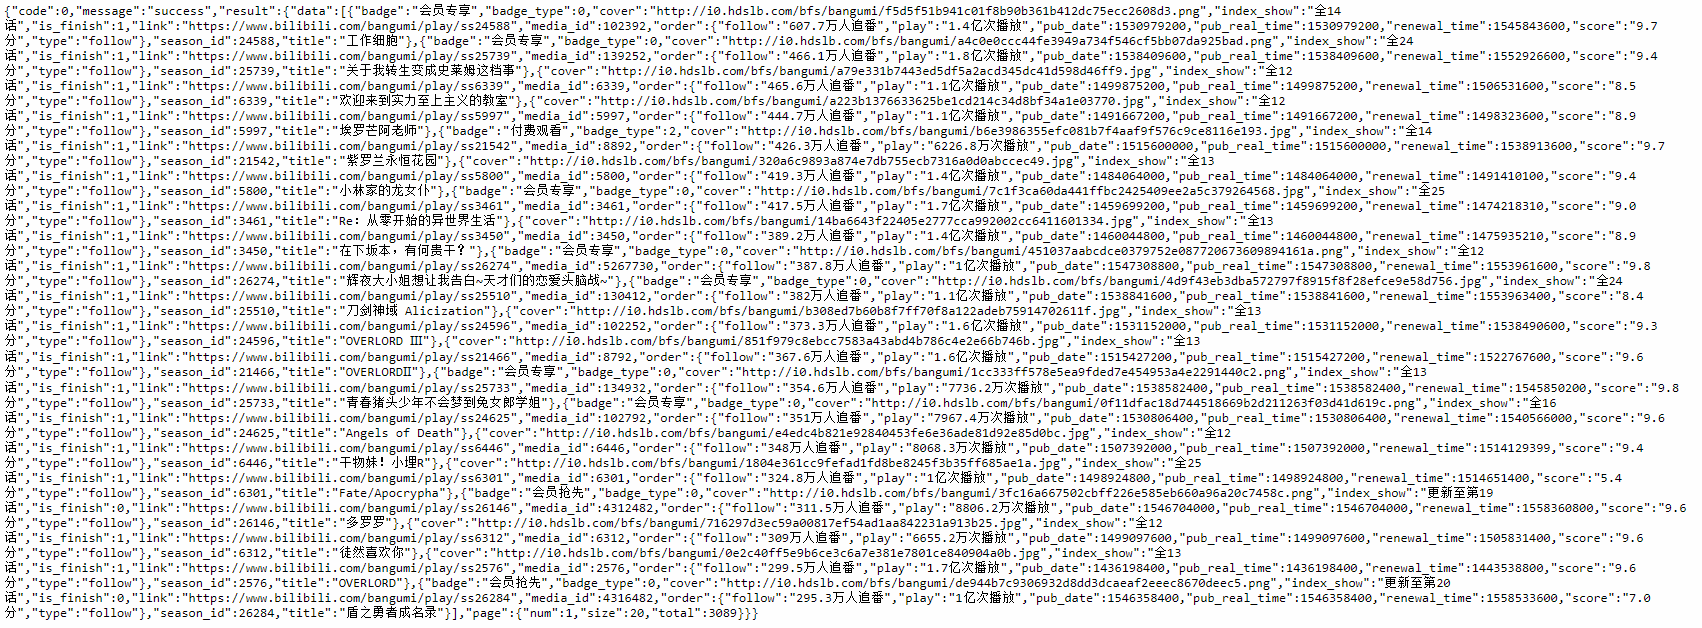 {"code":0,"message":"success","result":{"data":[{"badge":"会员专享","badge_type":0,"cover":"http://i0.hdslb.com/bfs/bangumi/f5d5f51b941c01f8b90b361b412dc75ecc2608d3.png","index_show":"全14
话","is_finish":1,"link":"https://www.bilibili.com/bangumi/play/ss24588","media_id":102392,"order":{"follow":"607.7万人追番","play":"1.4亿次播放","pub_date":1530979200,"pub_real_time":1530979200,"renewal_time":1545843600,"score":"9.7
分","type":"follow"},"season_id":24588,"title":"工作细胞"},{"badge":"会员专享","badge_type":0,"cover":"http://i0.hdslb.com/bfs/bangumi/a4c0e0ccc44fe3949a734f546cf5bb07da925bad.png","index_show":"全24
话","is_finish":1,"link":"https://www.bilibili.com/bangumi/play/ss25739","media_id":139252,"order":{"follow":"466.1万人追番","play":"1.8亿次播放","pub_date":1538409600,"pub_real_time":1538409600,"renewal_time":1552926600,"score":"9.4
分","type":"follow"},"season_id":25739,"title":"关于我转生变成史莱姆这档事"},{"cover":"http://i0.hdslb.com/bfs/bangumi/a79e331b7443ed5df5a2acd345dc41d598d46ff9.jpg","index_show":"全12
话","is_finish":1,"link":"https://www.bilibili.com/bangumi/play/ss6339","media_id":6339,"order":{"follow":"465.6万人追番","play":"1.1亿次播放","pub_date":1499875200,"pub_real_time":1499875200,"renewal_time":1506531600,"score":"8.5
分","type":"follow"},"season_id":6339,"title":"欢迎来到实力至上主义的教室"},{"cover":"http://i0.hdslb.com/bfs/bangumi/a223b1376633625be1cd214c34d8bf34a1e03770.jpg","index_show":"全12
话","is_finish":1,"link":"https://www.bilibili.com/bangumi/play/ss5997","media_id":5997,"order":{"follow":"444.7万人追番","play":"1.1亿次播放","pub_date":1491667200,"pub_real_time":1491667200,"renewal_time":1498323600,"score":"8.9
分","type":"follow"},"season_id":5997,"title":"埃罗芒阿老师"},{"badge":"付费观看","badge_type":2,"cover":"http://i0.hdslb.com/bfs/bangumi/b6e3986355efc081b7f4aaf9f576c9ce8116e193.jpg","index_show":"全14
话","is_finish":1,"link":"https://www.bilibili.com/bangumi/play/ss21542","media_id":8892,"order":{"follow":"426.3万人追番","play":"6226.8万次播放","pub_date":1515600000,"pub_real_time":1515600000,"renewal_time":1538913600,"score":"9.7
分","type":"follow"},"season_id":21542,"title":"紫罗兰永恒花园"},{"cover":"http://i0.hdslb.com/bfs/bangumi/320a6c9893a874e7db755ecb7316a0d0abccec49.jpg","index_show":"全13
话","is_finish":1,"link":"https://www.bilibili.com/bangumi/play/ss5800","media_id":5800,"order":{"follow":"419.3万人追番","play":"1.4亿次播放","pub_date":1484064000,"pub_real_time":1484064000,"renewal_time":1491410100,"score":"9.4
分","type":"follow"},"season_id":5800,"title":"小林家的龙女仆"},{"badge":"会员专享","badge_type":0,"cover":"http://i0.hdslb.com/bfs/bangumi/7c1f3ca60da441ffbc2425409ee2a5c379264568.jpg","index_show":"全25
话","is_finish":1,"link":"https://www.bilibili.com/bangumi/play/ss3461","media_id":3461,"order":{"follow":"417.5万人追番","play":"1.7亿次播放","pub_date":1459699200,"pub_real_time":1459699200,"renewal_time":1474218310,"score":"9.0
分","type":"follow"},"season_id":3461,"title":"Re：从零开始的异世界生活"},{"cover":"http://i0.hdslb.com/bfs/bangumi/14ba6643f22405e2777cca992002cc6411601334.jpg","index_show":"全13
话","is_finish":1,"link":"https://www.bilibili.com/bangumi/play/ss3450","media_id":3450,"order":{"follow":"389.2万人追番","play":"1.4亿次播放","pub_date":1460044800,"pub_real_time":1460044800,"renewal_time":1475935210,"score":"8.9
分","type":"follow"},"season_id":3450,"title":"在下坂本，有何贵干？"},{"badge":"会员专享","badge_type":0,"cover":"http://i0.hdslb.com/bfs/bangumi/451037aabcdce0379752e087720673609894161a.png","index_show":"全12
话","is_finish":1,"link":"https://www.bilibili.com/bangumi/play/ss26274","media_id":5267730,"order":{"follow":"387.8万人追番","play":"1亿次播放","pub_date":1547308800,"pub_real_time":1547308800,"renewal_time":1553961600,"score":"9.8
分","type":"follow"},"season_id":26274,"title":"辉夜大小姐想让我告白~天才们的恋爱头脑战~"},{"badge":"会员专享","badge_type":0,"cover":"http://i0.hdslb.com/bfs/bangumi/4d9f43eb3dba572797f8915f8f28efce9e58d756.jpg","index_show":"全24
话","is_finish":1,"link":"https://www.bilibili.com/bangumi/play/ss25510","media_id":130412,"order":{"follow":"382万人追番","play":"1.1亿次播放","pub_date":1538841600,"pub_real_time":1538841600,"renewal_time":1553963400,"score":"8.4
分","type":"follow"},"season_id":25510,"title":"刀剑神域 Alicization"},{"cover":"http://i0.hdslb.com/bfs/bangumi/b308ed7b60b8f7ff70f8a122adeb75914702611f.jpg","index_show":"全13
话","is_finish":1,"link":"https://www.bilibili.com/bangumi/play/ss24596","media_id":102252,"order":{"follow":"373.3万人追番","play":"1.6亿次播放","pub_date":1531152000,"pub_real_time":1531152000,"renewal_time":1538490600,"score":"9.3
分","type":"follow"},"season_id":24596,"title":"OVERLORD Ⅲ"},{"cover":"http://i0.hdslb.com/bfs/bangumi/851f979c8ebcc7583a43abd4b786c4e2e66b746b.jpg","index_show":"全13
话","is_finish":1,"link":"https://www.bilibili.com/bangumi/play/ss21466","media_id":8792,"order":{"follow":"367.6万人追番","play":"1.6亿次播放","pub_date":1515427200,"pub_real_time":1515427200,"renewal_time":1522767600,"score":"9.6
分","type":"follow"},"season_id":21466,"title":"OVERLORDⅡ"},{"badge":"会员专享","badge_type":0,"cover":"http://i0.hdslb.com/bfs/bangumi/1cc333ff578e5ea9fded7e454953a4e2291440c2.png","index_show":"全13
话","is_finish":1,"link":"https://www.bilibili.com/bangumi/play/ss25733","media_id":134932,"order":{"follow":"354.6万人追番","play":"7736.2万次播放","pub_date":1538582400,"pub_real_time":1538582400,"renewal_time":1545850200,"score":"9.8
分","type":"follow"},"season_id":25733,"title":"青春猪头少年不会梦到兔女郎学姐"},{"badge":"会员专享","badge_type":0,"cover":"http://i0.hdslb.com/bfs/bangumi/0f11dfac18d744518669b2d211263f03d41d619c.png","index_show":"全16
话","is_finish":1,"link":"https://www.bilibili.com/bangumi/play/ss24625","media_id":102792,"order":{"follow":"351万人追番","play":"7967.4万次播放","pub_date":1530806400,"pub_real_time":1530806400,"renewal_time":1540566000,"score":"9.6
分","type":"follow"},"season_id":24625,"title":"Angels of Death"},{"cover":"http://i0.hdslb.com/bfs/bangumi/e4edc4b821e92840453fe6e36ade81d92e85d0bc.jpg","index_show":"全12
话","is_finish":1,"link":"https://www.bilibili.com/bangumi/play/ss6446","media_id":6446,"order":{"follow":"348万人追番","play":"8068.3万次播放","pub_date":1507392000,"pub_real_time":1507392000,"renewal_time":1514129399,"score":"9.4
分","type":"follow"},"season_id":6446,"title":"干物妹！小埋R"},{"cover":"http://i0.hdslb.com/bfs/bangumi/1804e361cc9fefad1fd8be8245f3b35ff685ae1a.jpg","index_show":"全25
话","is_finish":1,"link":"https://www.bilibili.com/bangumi/play/ss6301","media_id":6301,"order":{"follow":"324.8万人追番","play":"1亿次播放","pub_date":1498924800,"pub_real_time":1498924800,"renewal_time":1514651400,"score":"5.4
分","type":"follow"},"season_id":6301,"title":"Fate/Apocrypha"},{"badge":"会员抢先","badge_type":0,"cover":"http://i0.hdslb.com/bfs/bangumi/3fc16a667502cbff226e585eb660a96a20c7458c.png","index_show":"更新至第19
话","is_finish":0,"link":"https://www.bilibili.com/bangumi/play/ss26146","media_id":4312482,"order":{"follow":"311.5万人追番","play":"8806.2万次播放","pub_date":1546704000,"pub_real_time":1546704000,"renewal_time":1558360800,"score":"9.6
分","type":"follow"},"season_id":26146,"title":"多罗罗"},{"cover":"http://i0.hdslb.com/bfs/bangumi/716297d3ec59a00817ef54ad1aa842231a913b25.jpg","index_show":"全12
话","is_finish":1,"link":"https://www.bilibili.com/bangumi/play/ss6312","media_id":6312,"order":{"follow":"309万人追番","play":"6655.2万次播放","pub_date":1499097600,"pub_real_time":1499097600,"renewal_time":1505831400,"score":"9.6
分","type":"follow"},"season_id":6312,"title":"徒然喜欢你"},{"cover":"http://i0.hdslb.com/bfs/bangumi/0e2c40ff5e9b6ce3c6a7e381e7801ce840904a0b.jpg","index_show":"全13
话","is_finish":1,"link":"https://www.bilibili.com/bangumi/play/ss2576","media_id":2576,"order":{"follow":"299.5万人追番","play":"1.7亿次播放","pub_date":1436198400,"pub_real_time":1436198400,"renewal_time":1443538800,"score":"9.6
分","type":"follow"},"season_id":2576,"title":"OVERLORD"},{"badge":"会员抢先","badge_type":0,"cover":"http://i0.hdslb.com/bfs/bangumi/de944b7c9306932d8dd3dcaeaf2eeec8670deec5.png","index_show":"更新至第20
话","is_finish":0,"link":"https://www.bilibili.com/bangumi/play/ss26284","media_id":4316482,"order":{"follow":"295.3万人追番","play":"1亿次播放","pub_date":1546358400,"pub_real_time":1546358400,"renewal_time":1558533600,"score":"7.0
分","type":"follow"},"season_id":26284,"title":"盾之勇者成名录"}],"page":{"num":1,"size":20,"total":3089}}}